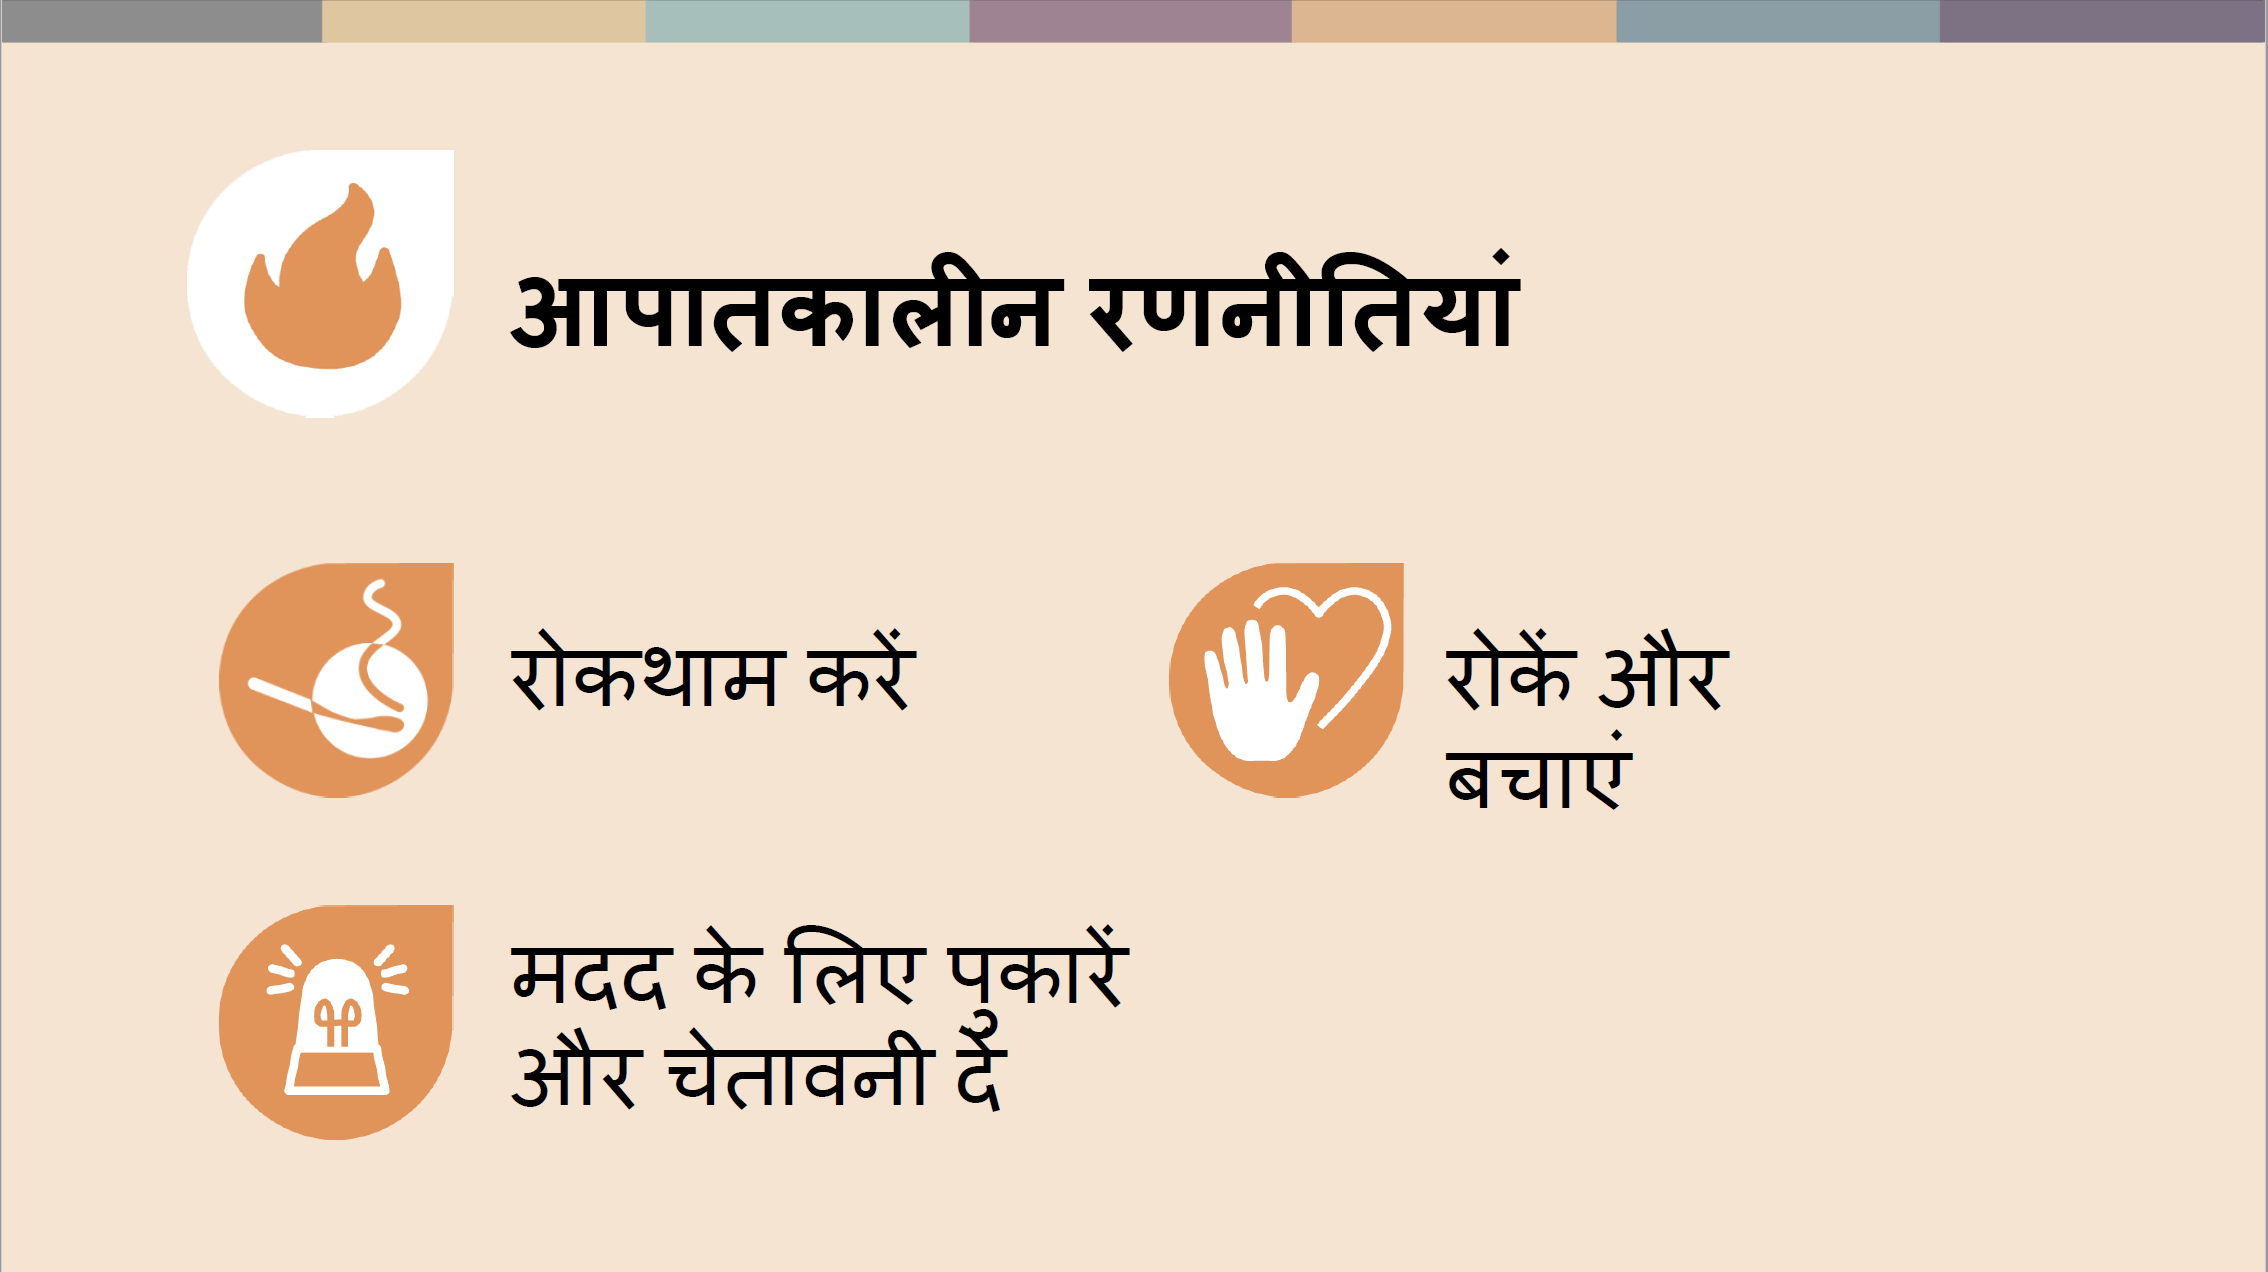 आपातकालीन रणनीतियां
रोकथाम करें
रोकें और
बचाएं
मदद के लिए पुकारें
और चेतावनी दें